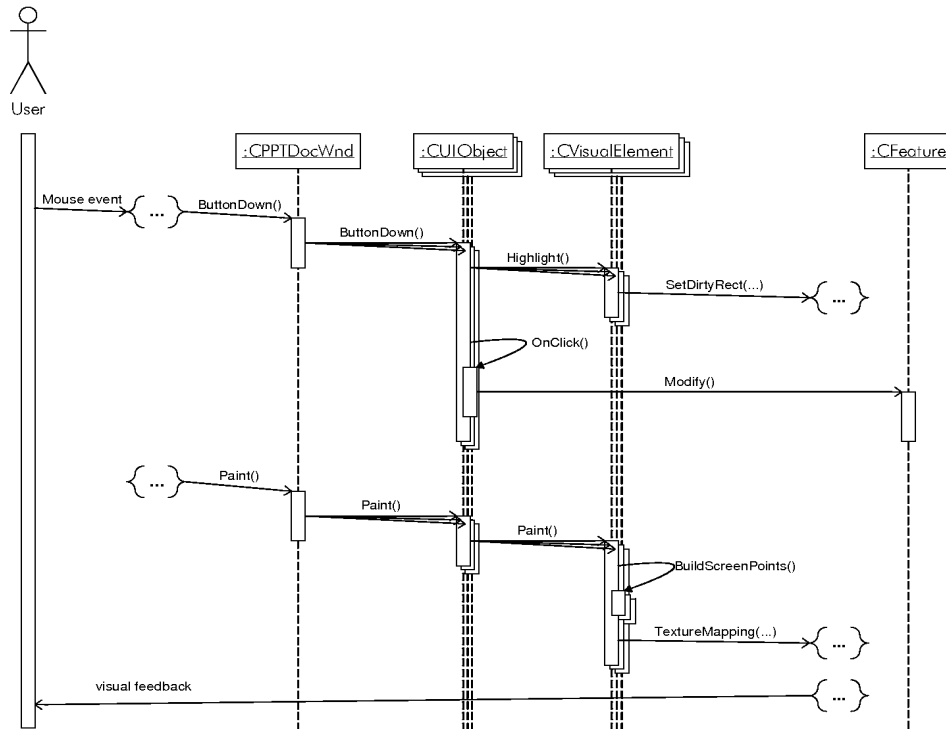 User
:CPPTDocWnd
:CUIObject
:CVisualElement
:CFeature
Mouse event
{ ... }
ButtonDown()
ButtonDown()
Highlight()
SetDirtyRect(...)
{ ... }
OnClick()
Modify()
{ ... }
Paint()
Paint()
Paint()
BuildScreenPoints()
TextureMapping(...)
{ ... }
visual feedback
{ ... }